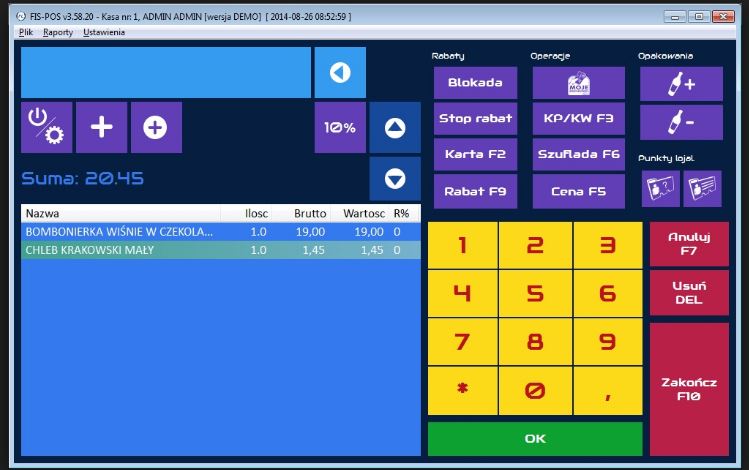 FIS-POS v3.58.20 - Kasa nr: 1, ADMIN ADMIN [wersja DEMO] [ 2014-08-26 08:52:59 ]
Plik Raporty Ustawienia
Rabaty Operacje Opakowania
Blokada MOJE +
10% Stop rabat KP/KW F3 -
Karta F2 Szuflada F6 Punkty lojal.
Suma: 20.45 Rabat F9 Cena F5
Nazwa Ilosc Brutto Wartosc R%
BOMBONIERKA WIŚNIE W CZEKOLA... 1.0 19,00 19,00 0
CHLEB KRAKOWSKI MAŁY 1.0 1,45 1,45 0
1 2 3 Anuluj
F7
4 5 6 Usuń
DEL
7 8 9
* 0 , Zakończ
F10
OK